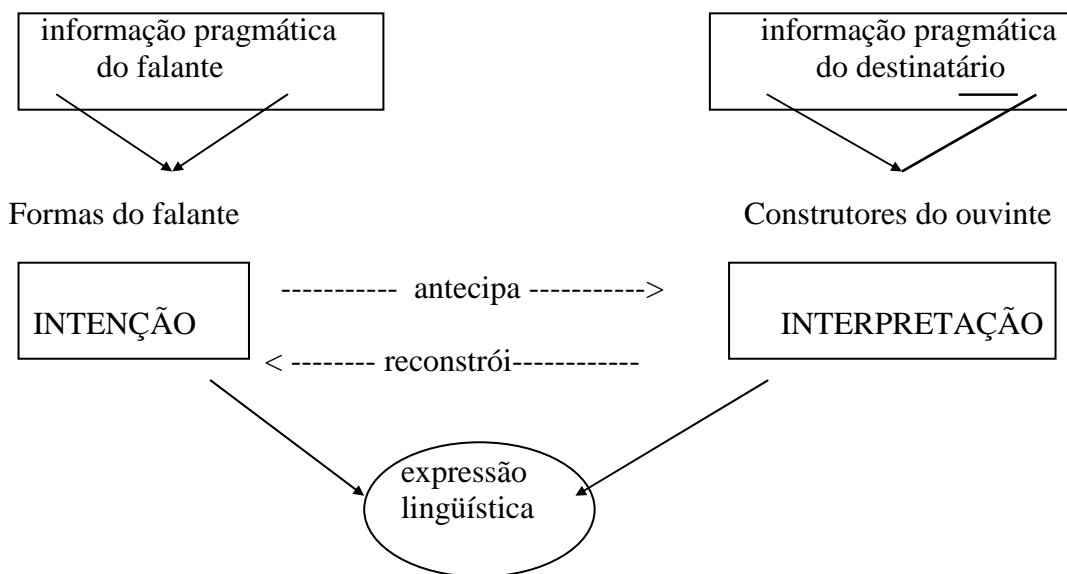 informação pragmática
do falante
informação pragmática
do destinatário
Formas do falante
Construtores do ouvinte
---------- antecipa ----------->
INTENÇÃO
INTERPRETAÇÃO
< ------- reconstrói-----------
expressão
lingüística